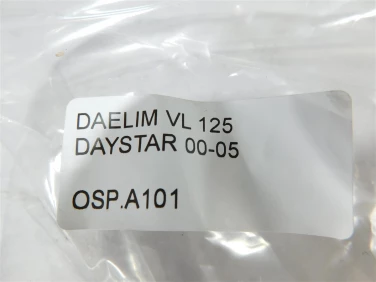 DAELIM VL 125
DAYSTAR 00-05
OSP.A101